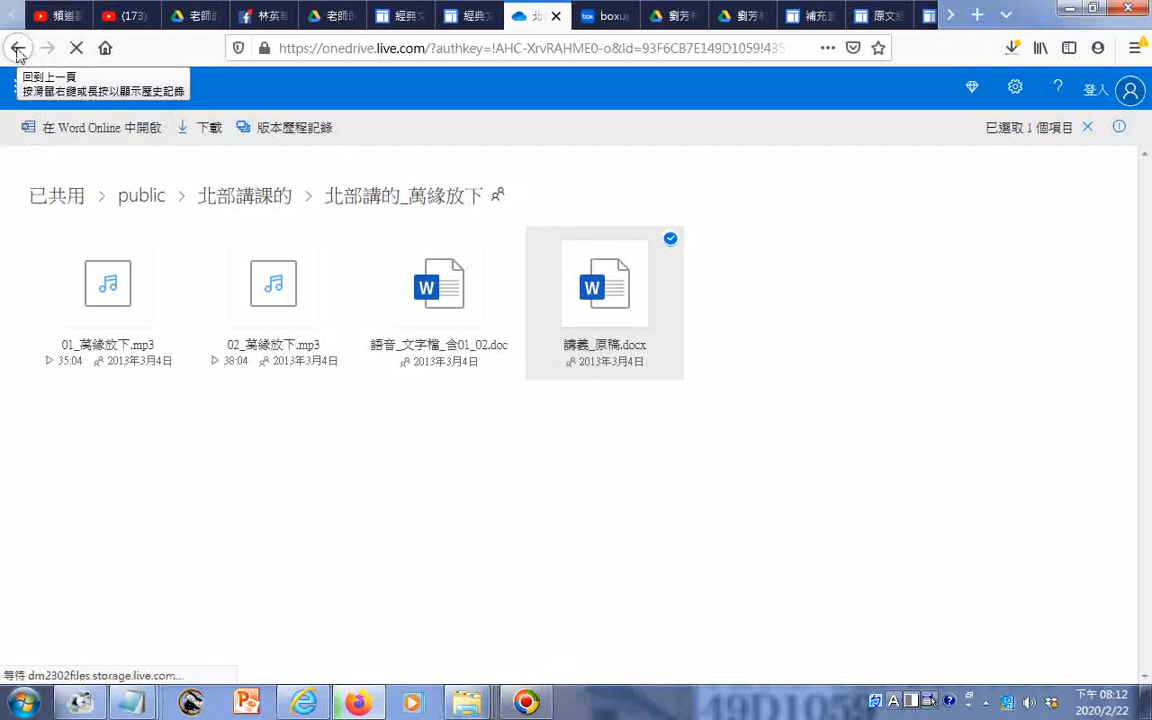 頻道
(173)
老師
林英
老師
經典
經典
北
boxu
劉芳
劉芳
補充
原文
https://onedrive.live.com/?authkey=!AHC-XrvRAHME0-o&id=93F6CB7E149D1059!435
回到上一頁
按滑鼠右鍵或長按以顯示歷史記錄
登入
在 Word Online 中開啟
下載
版本歷程記錄
已選取 1 個項目
已共用 > public > 北部講課的 > 北部講的_萬緣放下
01_萬緣放下.mp3
35:04 2013年3月4日
02_萬緣放下.mp3
38:04 2013年3月4日
語音_文字檔_含01_02.doc
2013年3月4日
講義_原稿.docx
2013年3月4日
等待 dm2302files.storage.live.com...
49D1059
下午 08:12
2020/2/22